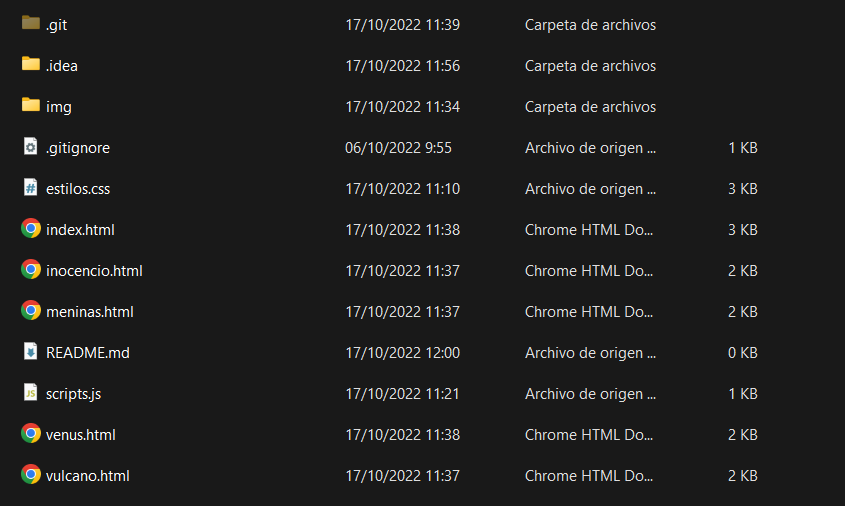 .git 17/10/2022 11:39 Carpeta de archivos
.idea 17/10/2022 11:56 Carpeta de archivos
img 17/10/2022 11:34 Carpeta de archivos
.gitignore 06/10/2022 9:55 Archivo de origen ... 1 KB
estilos.css 17/10/2022 11:10 Archivo de origen ... 3 KB
index.html 17/10/2022 11:38 Chrome HTML Do... 3 KB
inocencio.html 17/10/2022 11:37 Chrome HTML Do... 2 KB
meninas.html 17/10/2022 11:37 Chrome HTML Do... 2 KB
README.md 17/10/2022 12:00 Archivo de origen ... 0 KB
scripts.js 17/10/2022 11:21 Archivo de origen ... 1 KB
venus.html 17/10/2022 11:38 Chrome HTML Do... 2 KB
vulcano.html 17/10/2022 11:37 Chrome HTML Do... 2 KB